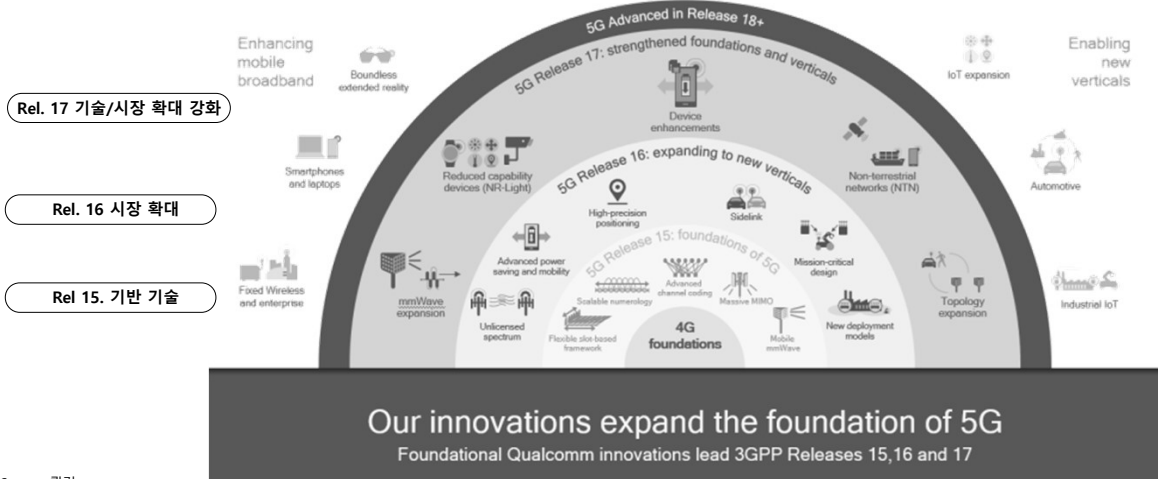 5G Advanced in Release 18+
Enhancing
mobile
broadband
Boundless
extended reality
5G Release 17: strengthened foundations and verticals
IoT expansion
Enabling
new
verticals
Rel. 17 기술/시장 확대 강화
Device
enhancements
Smartphones
and laptops
Reduced capability
devices (NR-Light)
5G Release 16: expanding to new verticals
Non-terrestrial
networks (NTN)
Automotive
Rel. 16 시장 확대
High-precision
positioning
Sidelink
Advanced power
saving and mobility
5G Release 15: foundations of 5G
Mission-critical
design
Rel 15. 기반 기술
Fixed Wireless
and enterprise
mmWave
expansion
Unlicensed
spectrum
Scalable numerology
Advanced
channel coding
Massive MIMO
New deployment
models
Topology
expansion
Industrial IoT
Flexible slot-based
framework
4G
foundations
Mobile
mmWave
Our innovations expand the foundation of 5G
Foundational Qualcomm innovations lead 3GPP Releases 15,16 and 17